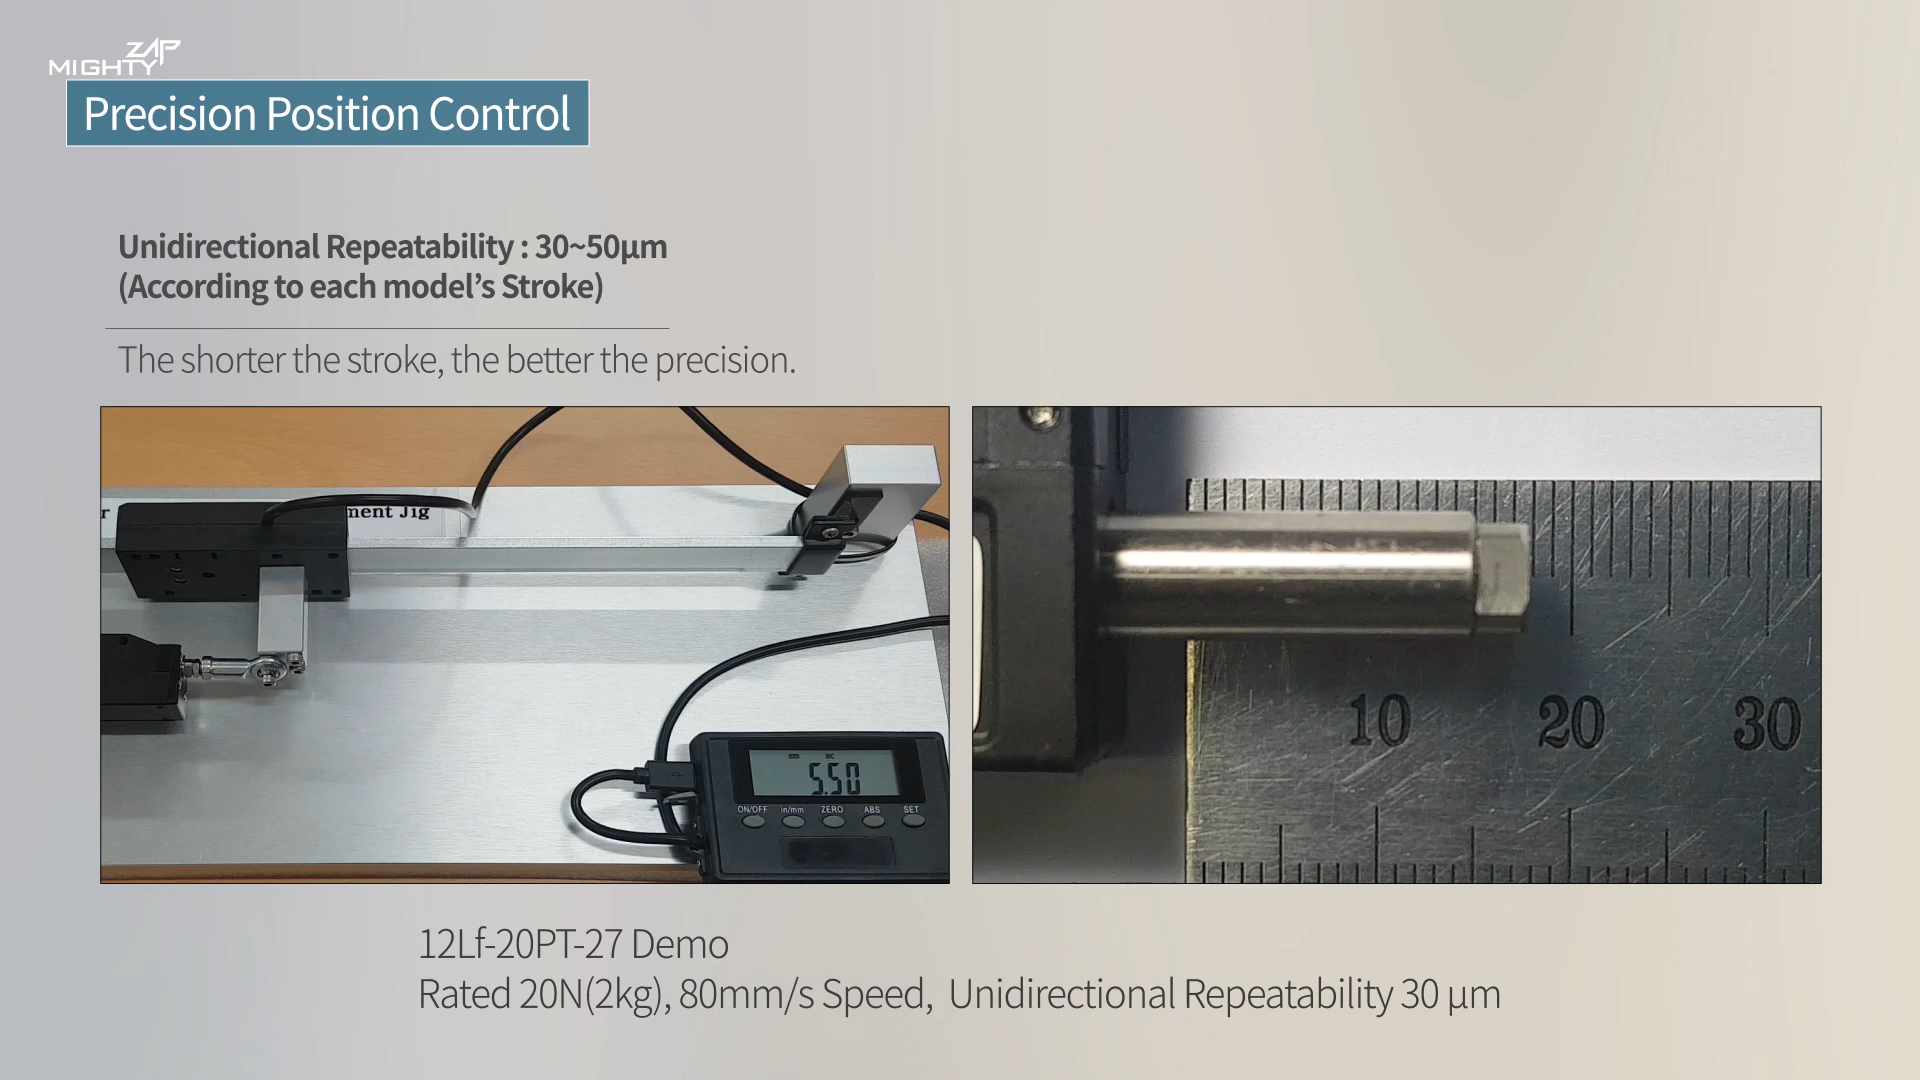 MIGHTY ZAP
Precision Position Control
Unidirectional Repeatability : 30~50µm
(According to each model’s Stroke)
The shorter the stroke, the better the precision.
r
ment Jig
5.50
ON/OFF in/mm ZERO ABS SET
10 20 30
12Lf-20PT-27 Demo
Rated 20N(2kg), 80mm/s Speed, Unidirectional Repeatability 30 µm